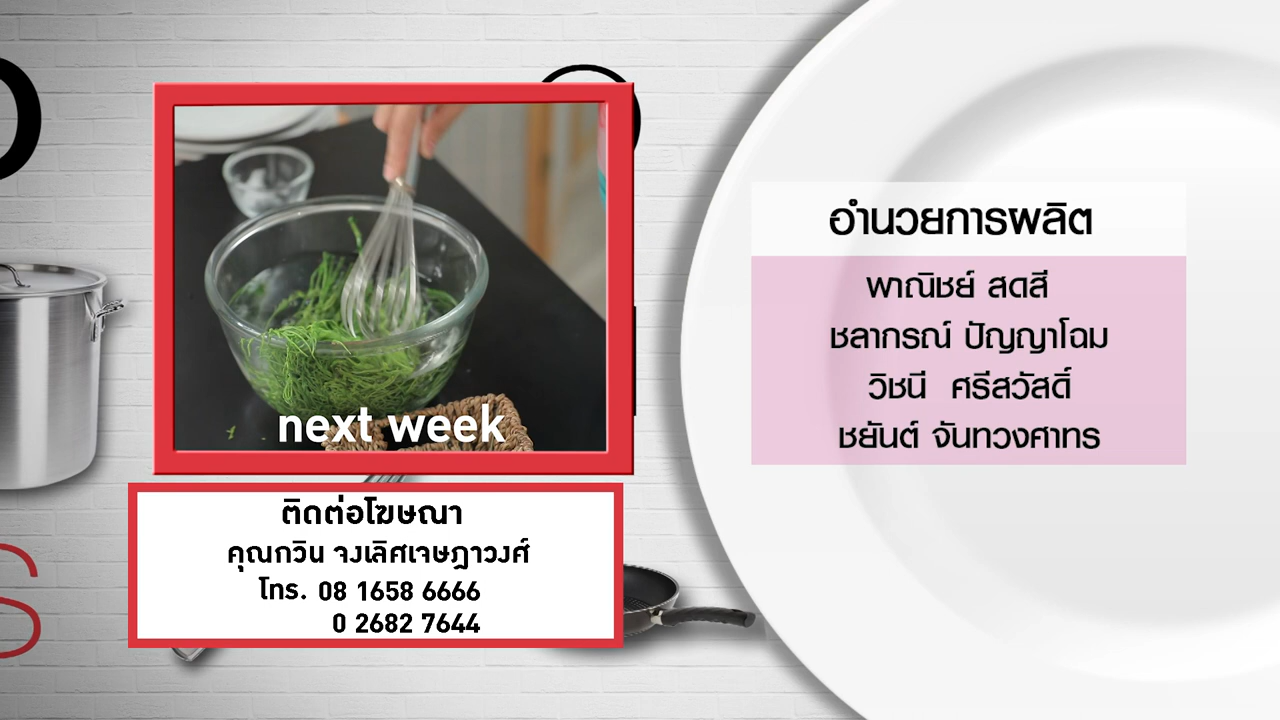 next week
ติดต่อโฆษณา
คุณกวิน จงเลิศเจษฎาวงศ์
โทร. 08 1658 6666
0 2682 7644
อำนวยการผลิต
พาณิชย์ สดสี
ชลากรณ์ ปัญญาโฉม
วิชนี ศรีสวัสดิ์
ชยันต์ จันทวงศาทร